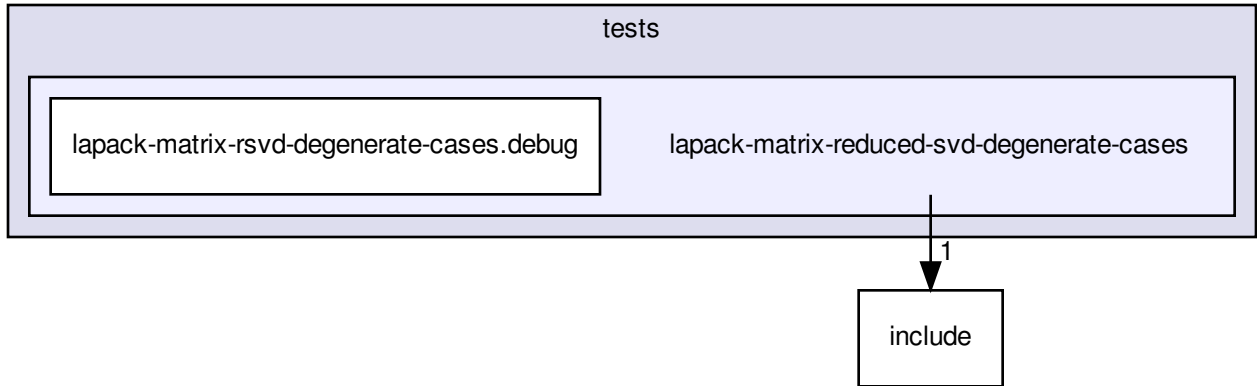 tests
lapack-matrix-rsvd-degenerate-cases.debug
lapack-matrix-reduced-svd-degenerate-cases
1
include